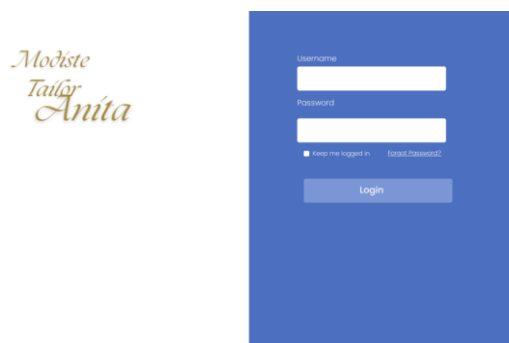 Modiste
Tailor
Anita
Username
Password
Keep me logged in
Forgot Password?
Login